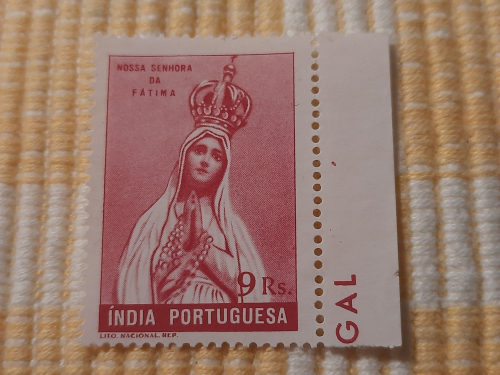 NOSSA SENHORA
DA
FÁTIMA
9 Rs.
ÍNDIA PORTUGUESA
LITO NACIONAL. REP.
GAL